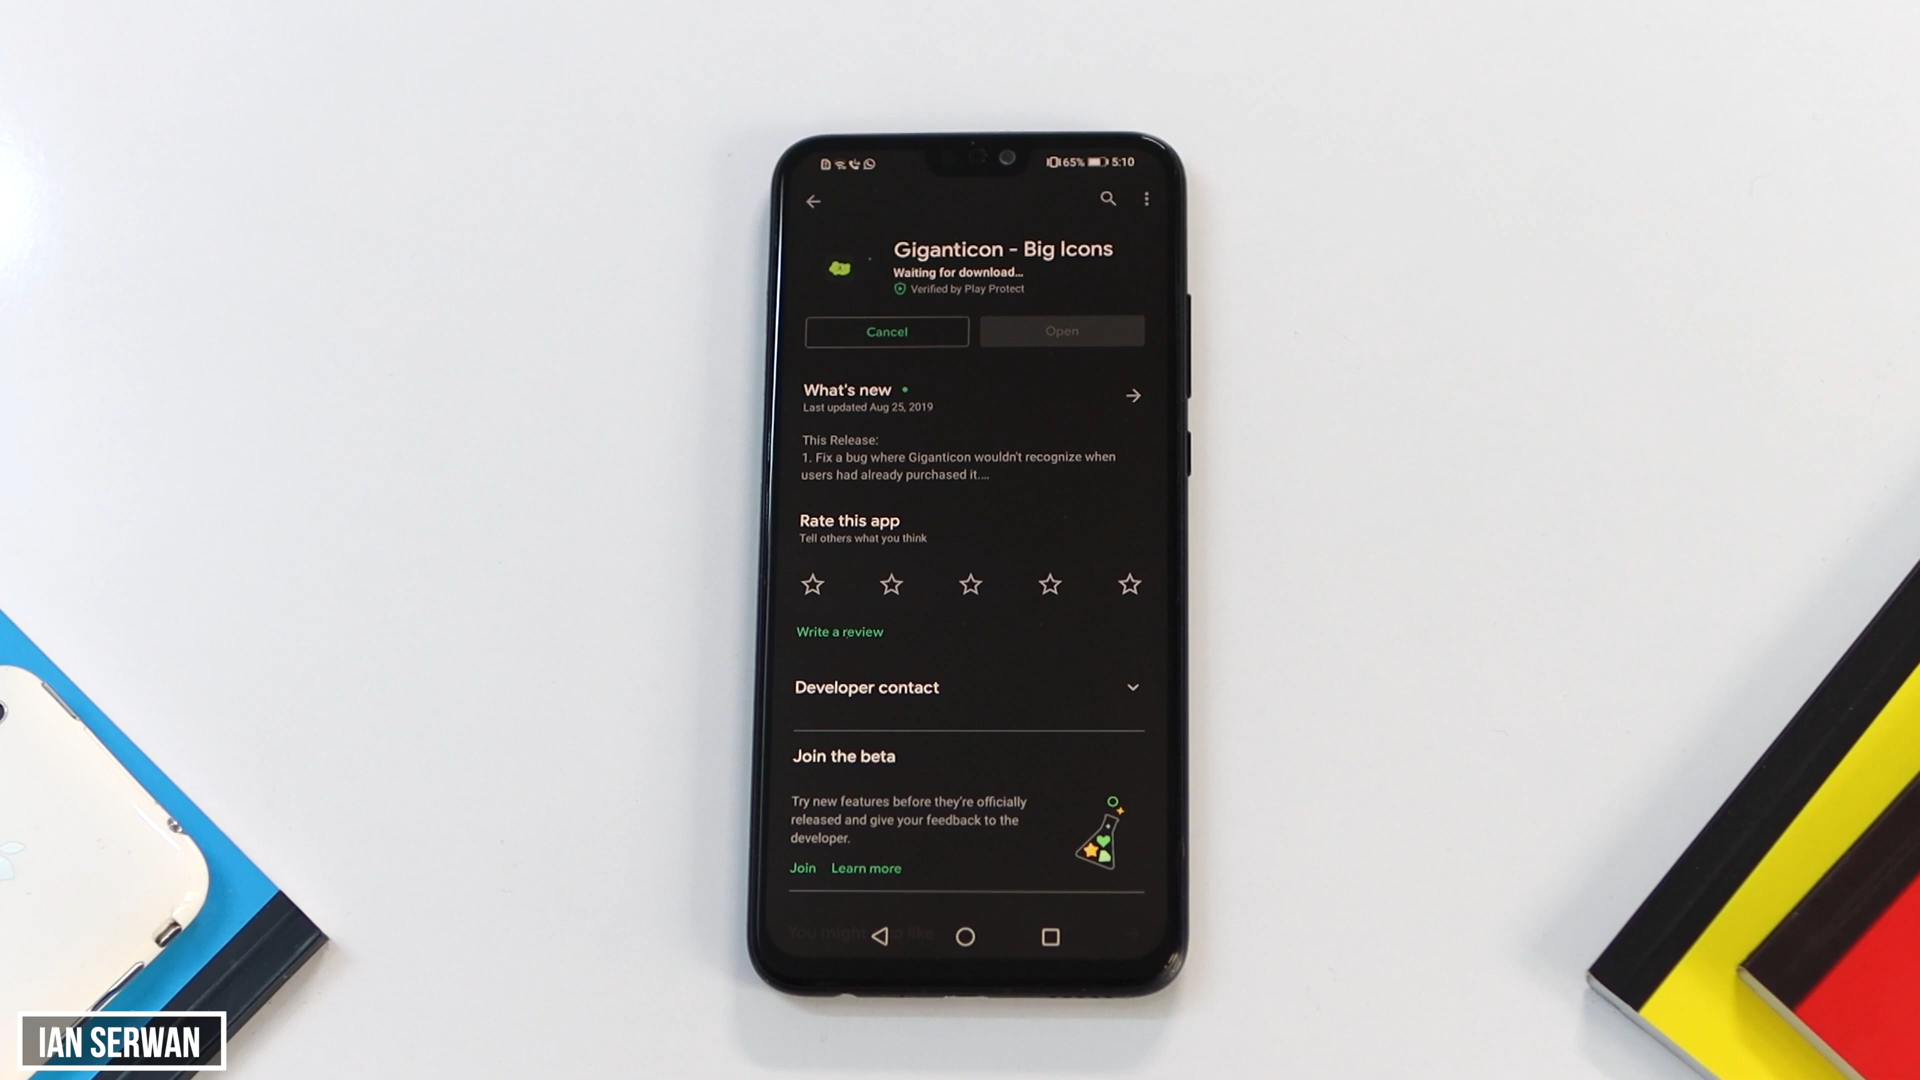 65% 5:10
Giganticon - Big Icons
Waiting for download...
Verified by Play Protect
Cancel
Open
What's new
Last updated Aug 25, 2019
This Release:
1. Fix a bug where Giganticon wouldn't recognize when
users had already purchased it....
Rate this app
Tell others what you think
Write a review
Developer contact
Join the beta
Try new features before they're officially
released and give your feedback to the
developer.
Join Learn more
You might like
IAN SERWAN